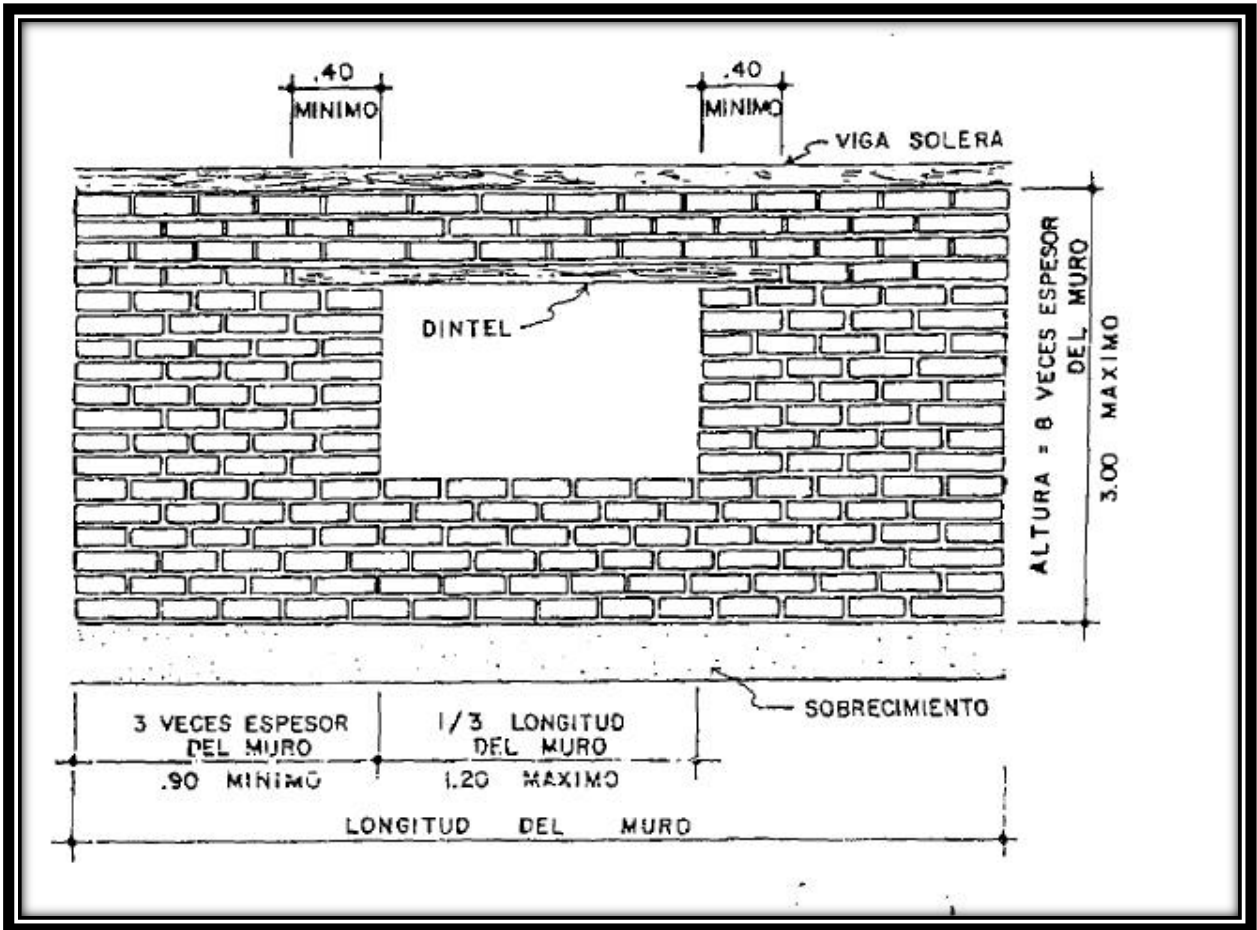 .40
MINIMO
.40
MINIMO
VIGA SOLERA
DINTEL
ALTURA = 8 VECES ESPESOR
DEL MURO
3.00 MAXIMO
SOBRECIMIENTO
3 VECES ESPESOR
DEL MURO
.90 MINIMO
1/3 LONGITUD
DEL MURO
1.20 MAXIMO
LONGITUD DEL MURO